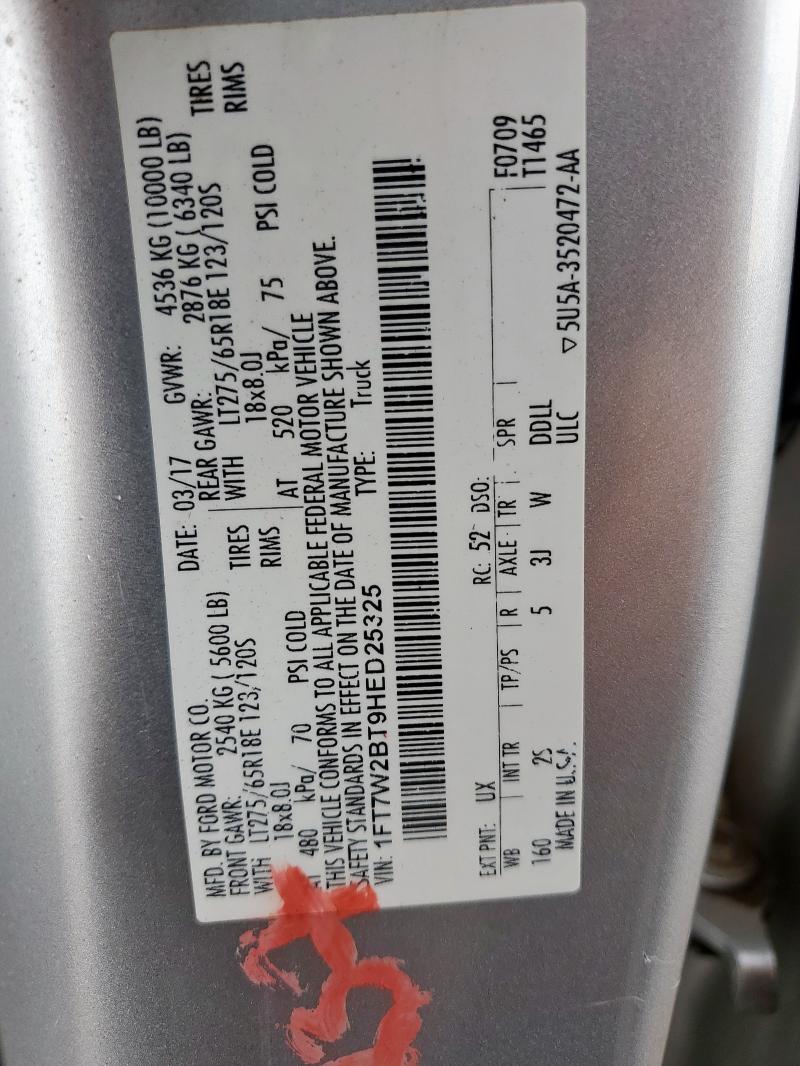 MFD. BY FORD MOTOR CO.
DATE: 03/17 GVWR: 4536 KG (10000 LB)
FRONT GAWR: 2540 KG ( 5600 LB)
REAR GAWR: 2876 KG ( 6340 LB)
WITH LT275/65R18E 123/120S TIRES
WITH LT275/65R18E 123/120S TIRES
18x8.0J RIMS
18x8.0J RIMS
AT 480 kPa/ 70 PSI COLD
AT 520 kPa/ 75 PSI COLD
THIS VEHICLE CONFORMS TO ALL APPLICABLE FEDERAL MOTOR VEHICLE
SAFETY STANDARDS IN EFFECT ON THE DATE OF MANUFACTURE SHOWN ABOVE.
VIN: 1FT7W2BT9HED25325
TYPE: Truck
EXT PNT: UX RC: 52 DSO:
WB INT TR TP/PS R AXLE TR SPR F0709
160 2S 5 3J W DDLL T1465
MADE IN U.S.A. ULC ▽5U5A-3520472-AA